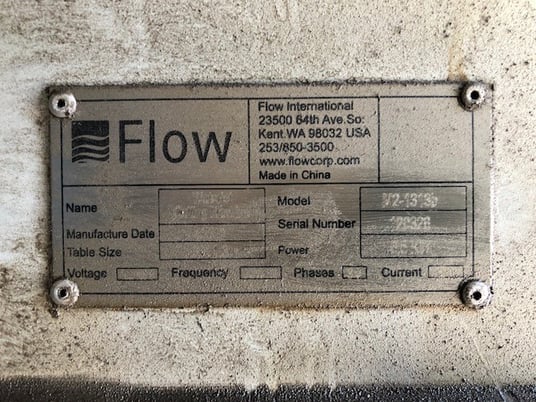 Flow
Flow International
23500 64th Ave.So:
Kent.WA 98032 USA
253/850-3500
www.flowcorp.com
Made in China
Name
Model
Manufacture Date
Serial Number
Table Size
Power
Voltage Frequency Phases Current